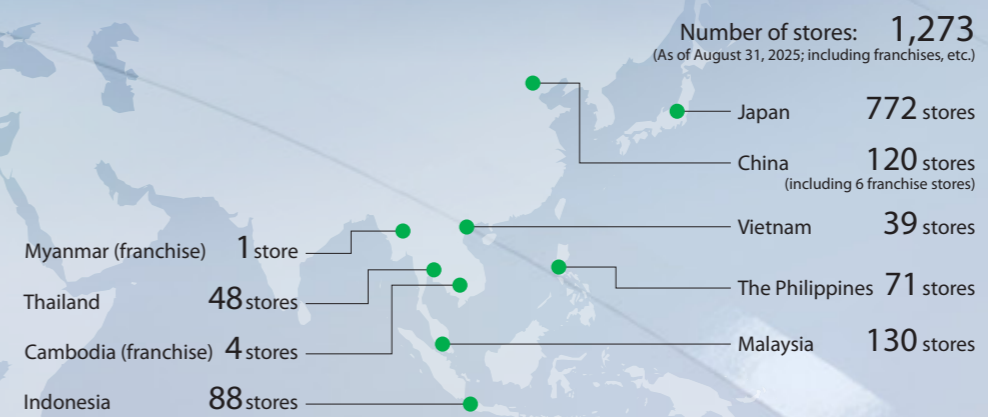 Number of stores: 1,273
(As of August 31, 2025; including franchises, etc.)
Japan 772 stores
China 120 stores
(including 6 franchise stores)
Vietnam 39 stores
The Philippines 71 stores
Malaysia 130 stores
Myanmar (franchise) 1 store
Thailand 48 stores
Cambodia (franchise) 4 stores
Indonesia 88 stores